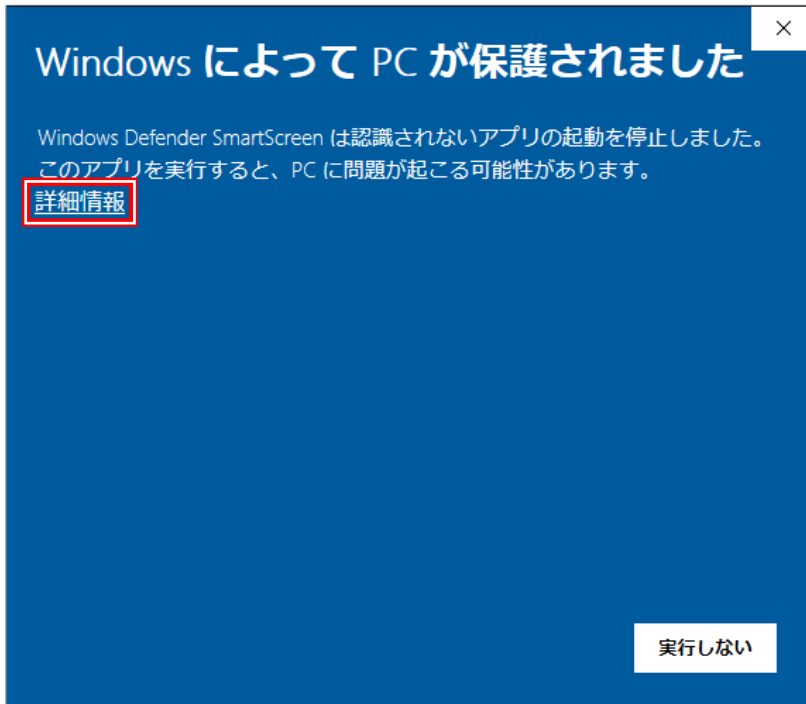 Windows によって PC が保護されました
Windows Defender SmartScreen は認識されないアプリの起動を停止しました。
このアプリを実行すると、PC に問題が起こる可能性があります。
詳細情報
実行しない